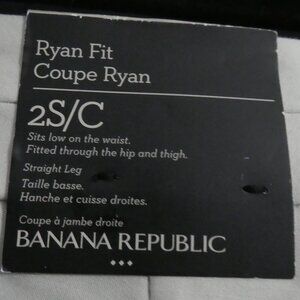 Ryan Fit
Coupe Ryan
2S/C
Sits low on the waist.
Fitted through the hip and thigh.
Straight Leg
Taille basse.
Hanche et cuisse droites.
Coupe à jambe droite
BANANA REPUBLIC